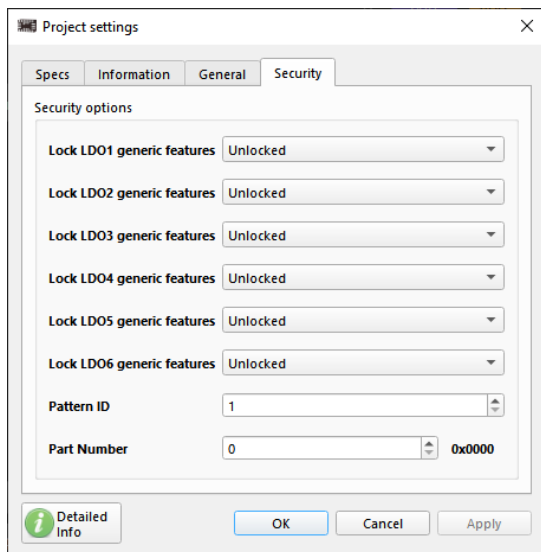 Project settings
Specs Information General Security
Security options
Lock LDO1 generic features Unlocked
Lock LDO2 generic features Unlocked
Lock LDO3 generic features Unlocked
Lock LDO4 generic features Unlocked
Lock LDO5 generic features Unlocked
Lock LDO6 generic features Unlocked
Pattern ID 1
Part Number 0 0x0000
Detailed
Info
OK Cancel Apply